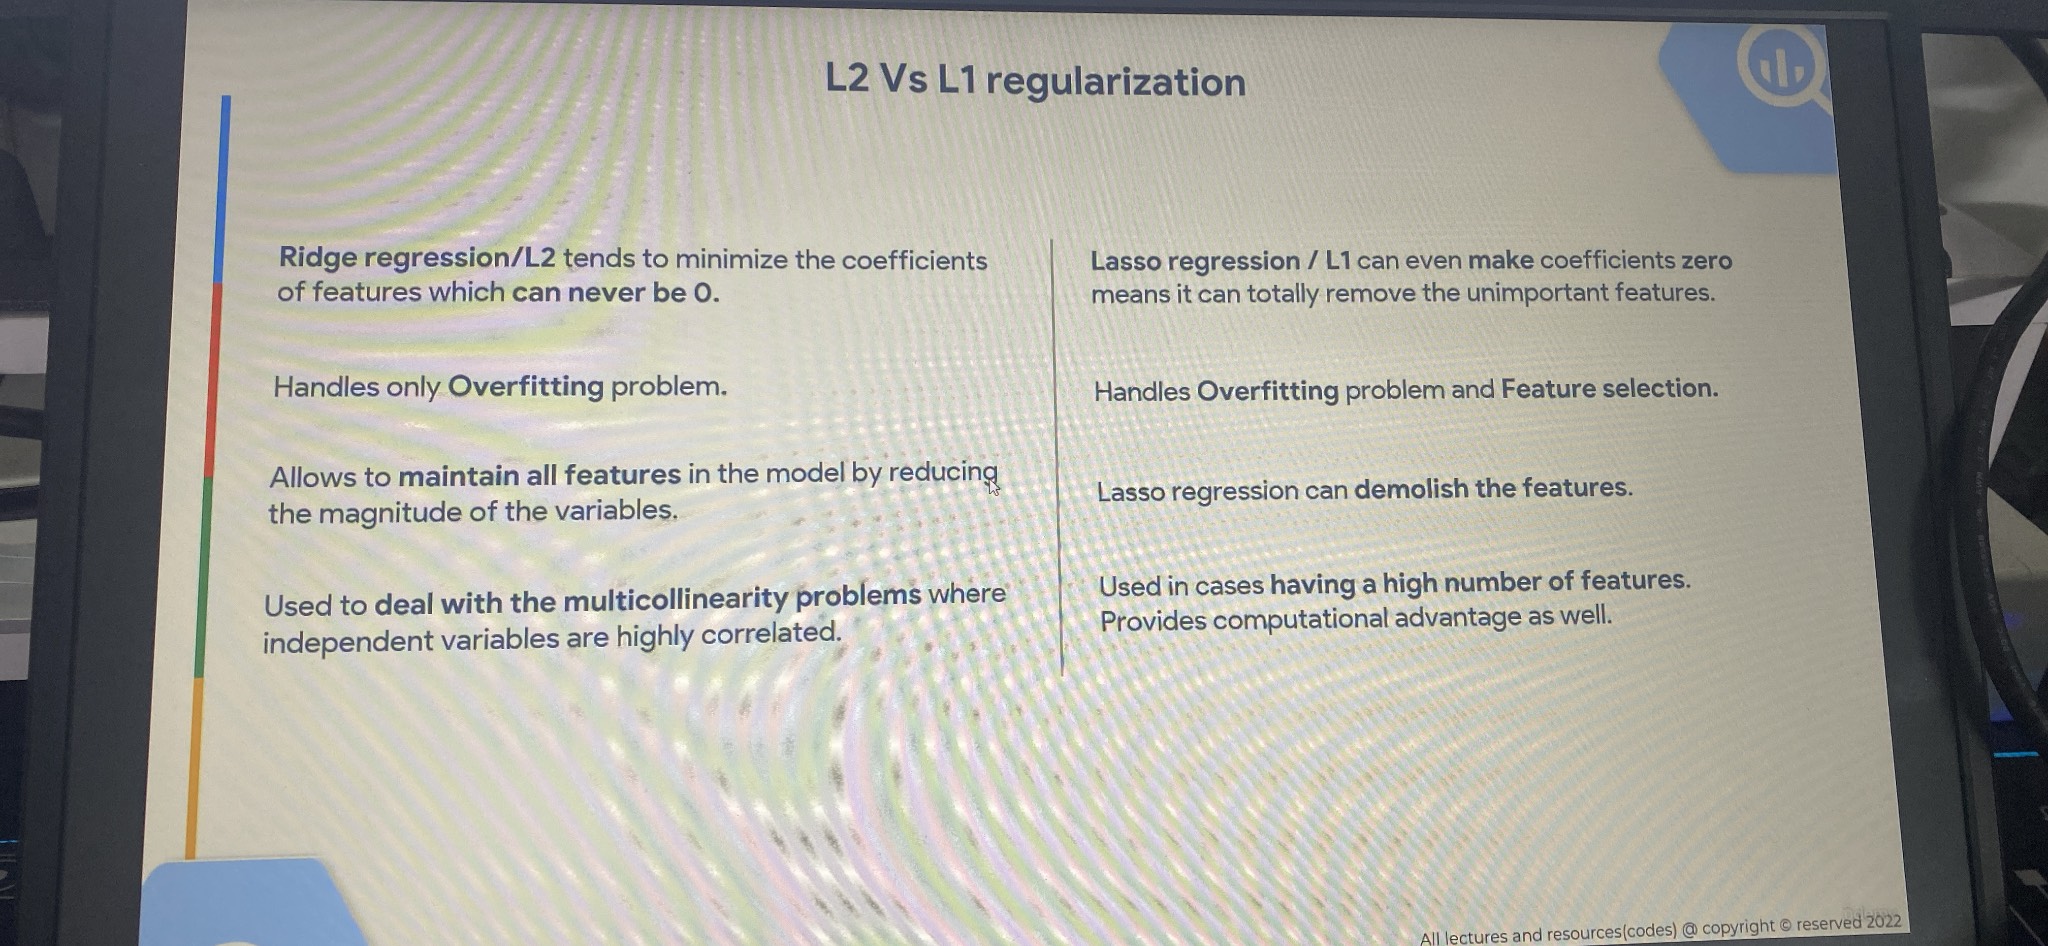 L2 Vs L1 regularization
Ridge regression/L2 tends to minimize the coefficients
of features which can never be 0.
Handles only Overfitting problem.
Allows to maintain all features in the model by reducing
the magnitude of the variables.
Used to deal with the multicollinearity problems where
independent variables are highly correlated.
Lasso regression / L1 can even make coefficients zero
means it can totally remove the unimportant features.
Handles Overfitting problem and Feature selection.
Lasso regression can demolish the features.
Used in cases having a high number of features.
Provides computational advantage as well.
All lectures and resources(codes) @ copyright © reserved 2022